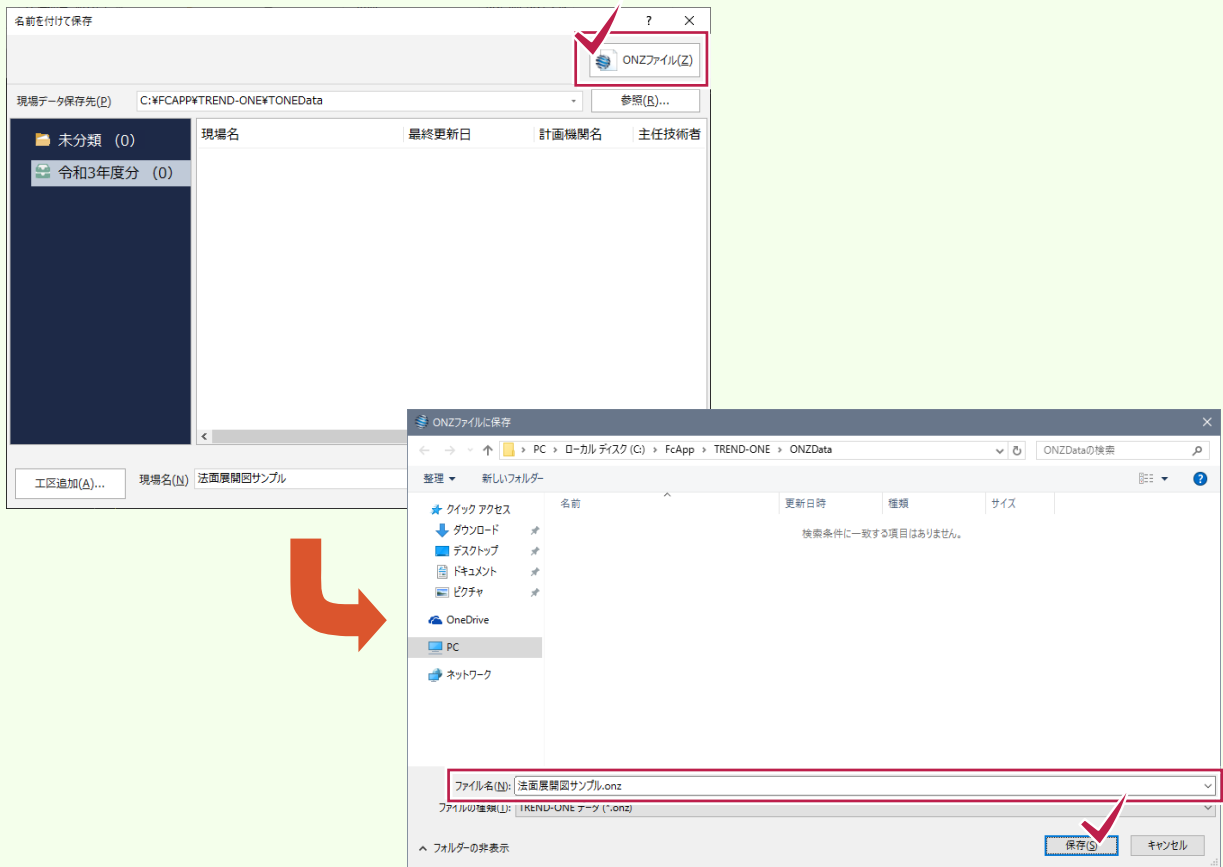 名前を付けて保存
?
ONZファイル(Z)
現場データ保存先(P) C:¥FCAPP¥TREND-ONE¥TONEData 参照(R)...
未分類 (0)
令和3年度分 (0)
現場名 最終更新日 計画機関名 主任技術者
工区追加(A)... 現場名(N) 法面展開図サンプル
ONZファイルに保存
PC › ローカル ディスク (C:) › FcApp › TREND-ONE › ONZData ONZDataの検索
整理 新しいフォルダー
名前 更新日時 種類 サイズ
検索条件に一致する項目はありません。
クイック アクセス
ダウンロード
デスクトップ
ドキュメント
ピクチャ
OneDrive
PC
ネットワーク
ファイル名(N): 法面展開図サンプル.onz
ファイルの種類(T): TREND-ONE データ (*.onz)
フォルダーの非表示 保存(S) キャンセル